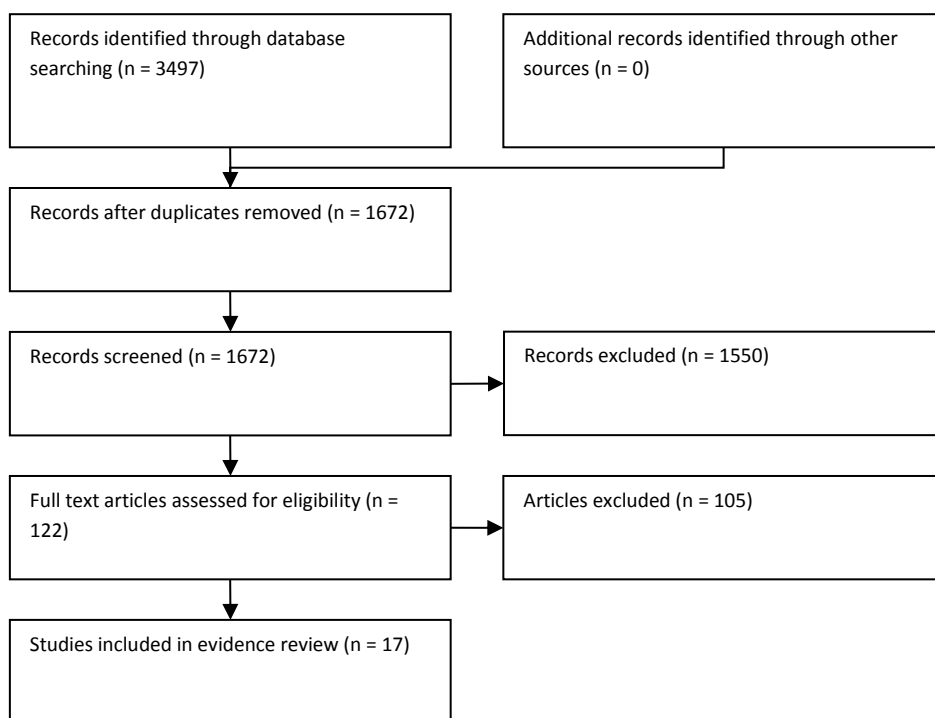 Records identified through database
searching (n = 3497)
Additional records identified through other
sources (n = 0)
Records after duplicates removed (n = 1672)
Records screened (n = 1672)
Records excluded (n = 1550)
Full text articles assessed for eligibility (n =
122)
Articles excluded (n = 105)
Studies included in evidence review (n = 17)